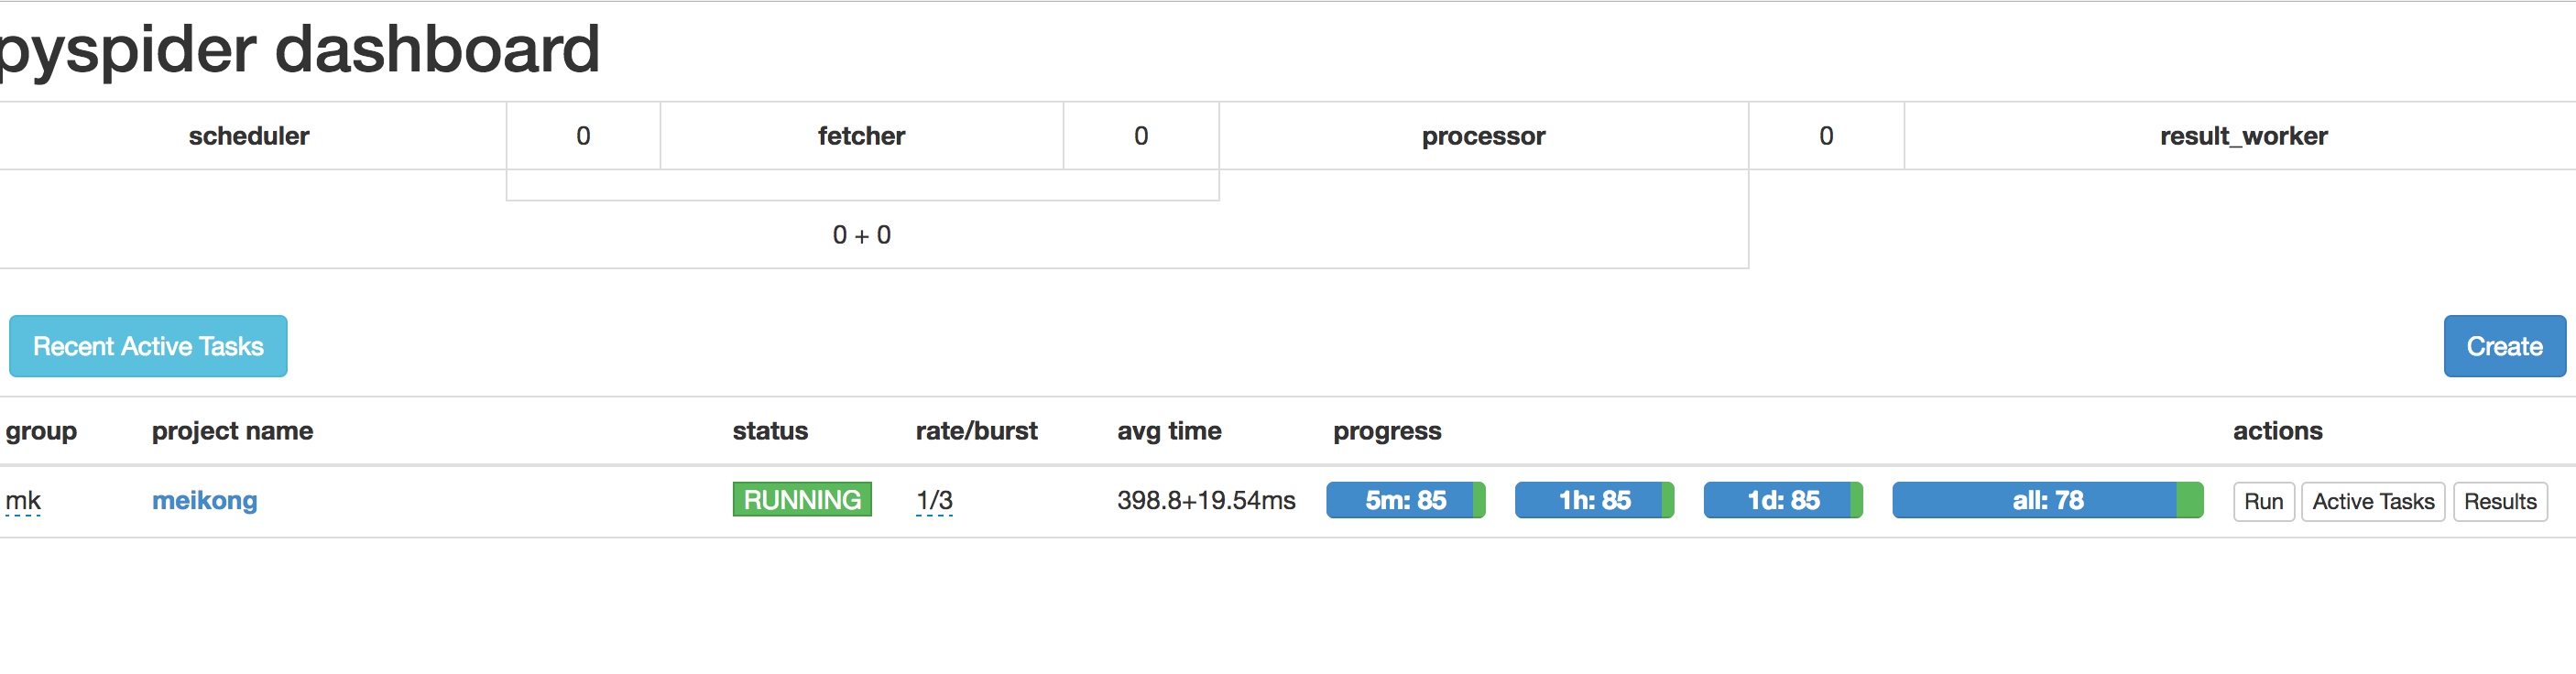 pyspider dashboard
scheduler 0 fetcher 0 processor 0 result_worker
0 + 0
Recent Active Tasks Create
group project name status rate/burst avg time progress actions
mk meikong RUNNING 1/3 398.8+19.54ms 5m: 85 1h: 85 1d: 85 all: 78 Run Active Tasks Results